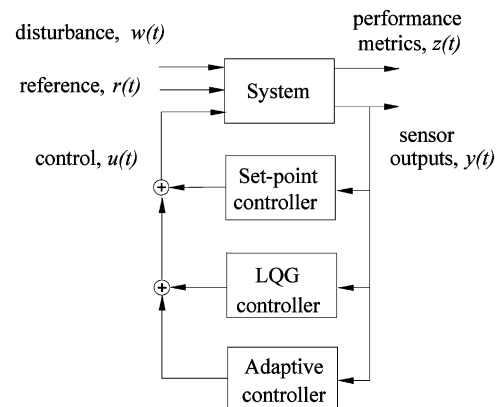 disturbance, w(t)
reference, r(t)
control, u(t)
System
performance
metrics, z(t)
sensor
outputs, y(t)
Set-point
controller
+
LQG
controller
+
Adaptive
controller